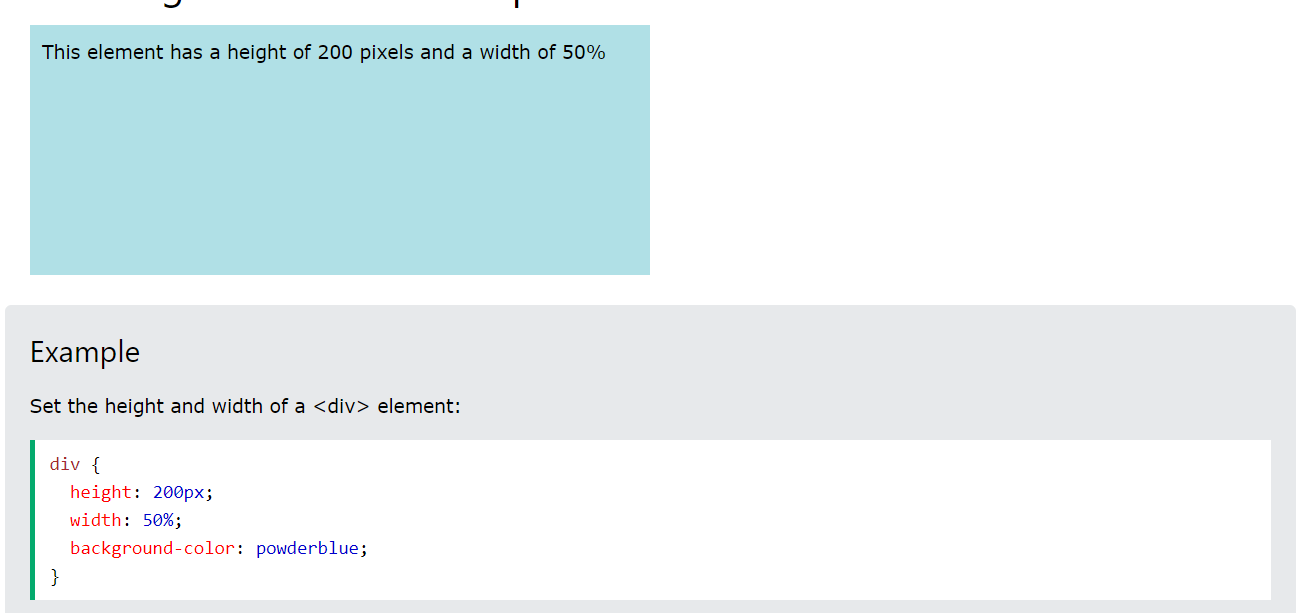 This element has a height of 200 pixels and a width of 50%
Example
Set the height and width of a <div> element:
div {
  height: 200px;
  width: 50%;
  background-color: powderblue;
}